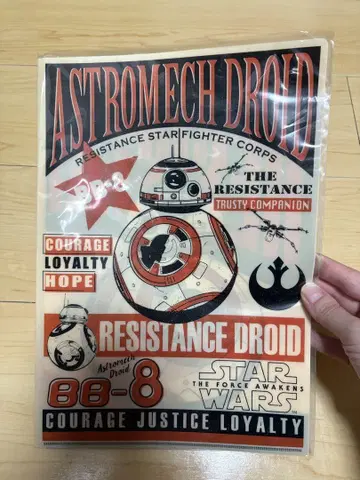 ASTROMECH DROID
RESISTANCE STARFIGHTER CORPS
BB-8
THE
RESISTANCE
TRUSTY COMPANION
COURAGE
LOYALTY
HOPE
RESISTANCE DROID
Astromech
Droid
BB-8
STAR
THE FORCE AWAKENS
WARS
COURAGE JUSTICE LOYALTY